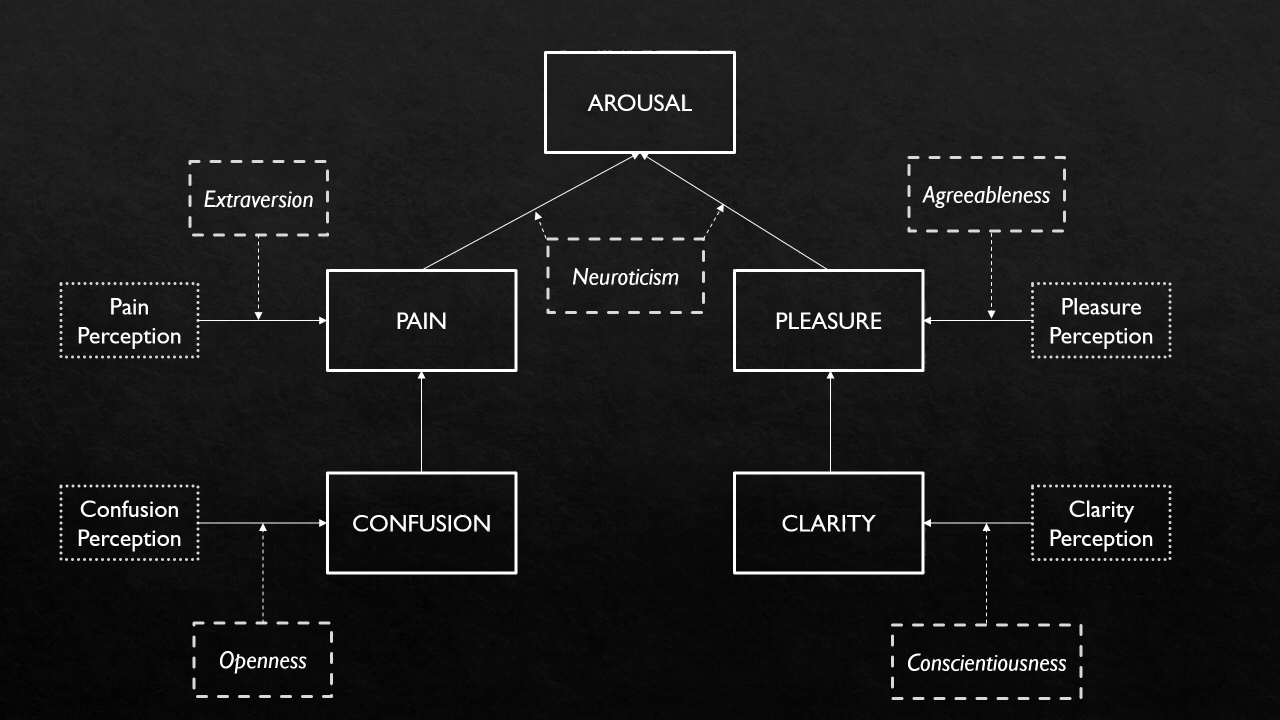 AROUSAL
Extraversion
Agreeableness
Neuroticism
Pain
Perception
PAIN
PLEASURE
Pleasure
Perception
Confusion
Perception
CONFUSION
CLARITY
Clarity
Perception
Openness
Conscientiousness